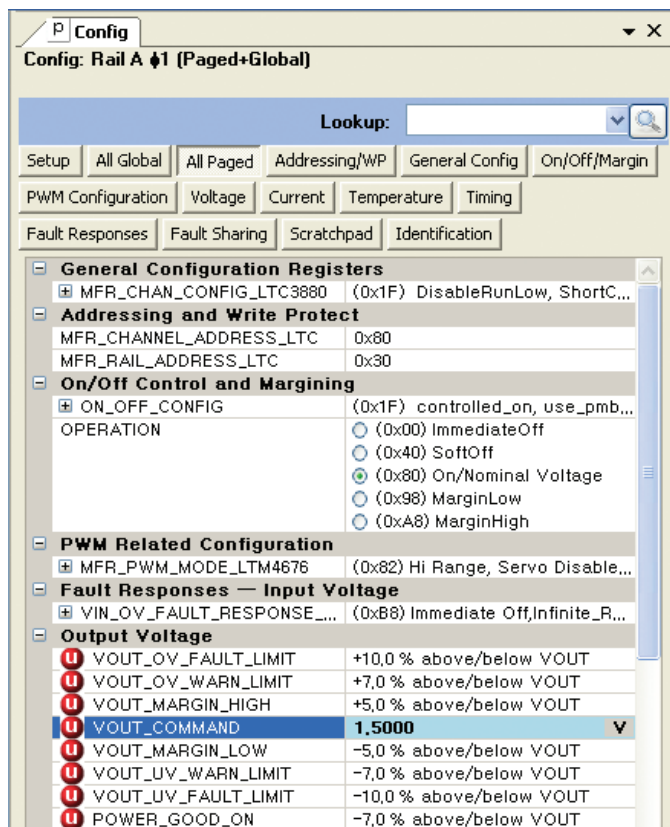 Config
Config: Rail A ϕ1 (Paged+Global)
Lookup:
Setup All Global All Paged Addressing/WP General Config On/Off/Margin
PWM Configuration Voltage Current Temperature Timing
Fault Responses Fault Sharing Scratchpad Identification
General Configuration Registers
MFR_CHAN_CONFIG_LTC3880 (0x1F) DisableRunLow, ShortC...
Addressing and Write Protect
MFR_CHANNEL_ADDRESS_LTC 0x80
MFR_RAIL_ADDRESS_LTC 0x30
On/Off Control and Margining
ON_OFF_CONFIG (0x1F) controlled_on, use_pmb...
OPERATION (0x00) ImmediateOff
(0x40) SoftOff
(0x80) On/Nominal Voltage
(0x98) MarginLow
(0xA8) MarginHigh
PWM Related Configuration
MFR_PWM_MODE_LTM4676 (0x82) Hi Range, Servo Disable...
Fault Responses — Input Voltage
VIN_OV_FAULT_RESPONSE_... (0xB8) Immediate Off,Infinite_R...
Output Voltage
U VOUT_OV_FAULT_LIMIT +10,0 % above/below VOUT
U VOUT_OV_WARN_LIMIT +7,0 % above/below VOUT
U VOUT_MARGIN_HIGH +5,0 % above/below VOUT
U VOUT_COMMAND 1,5000 V
U VOUT_MARGIN_LOW −5,0 % above/below VOUT
U VOUT_UV_WARN_LIMIT −7,0 % above/below VOUT
U VOUT_UV_FAULT_LIMIT −10,0 % above/below VOUT
U POWER_GOOD_ON −7,0 % above/below VOUT